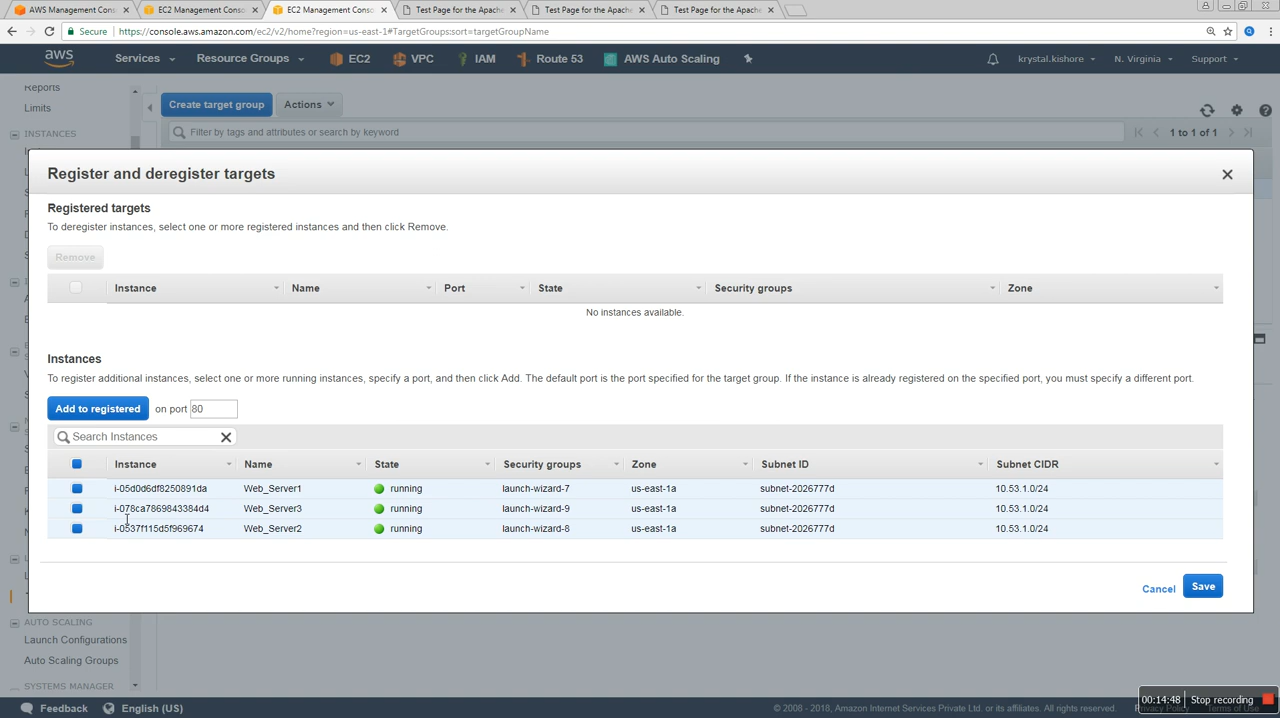 AWS Management Consol
EC2 Management Conso
EC2 Management Conso
Test Page for the Apache
Test Page for the Apache
Test Page for the Apache
Secure
https://console.aws.amazon.com/ec2/v2/home?region=us-east-1#TargetGroups:sort=targetGroupName
aws Services Resource Groups EC2 VPC IAM Route 53 AWS Auto Scaling krystal.kishore N. Virginia Support
Reports
Limits
INSTANCES
Create target group Actions
Filter by tags and attributes or search by keyword
1 to 1 of 1
Register and deregister targets
Registered targets
To deregister instances, select one or more registered instances and then click Remove.
Remove
Instance Name Port State Security groups Zone
No instances available.
Instances
To register additional instances, select one or more running instances, specify a port, and then click Add. The default port is the port specified for the target group. If the instance is already registered on the specified port, you must specify a different port.
Add to registered on port 80
Search Instances
Instance Name State Security groups Zone Subnet ID Subnet CIDR
i-05d0d6df8250891da Web_Server1 running launch-wizard-7 us-east-1a subnet-2026777d 10.53.1.0/24
i-078ca7869843384d4 Web_Server3 running launch-wizard-9 us-east-1a subnet-2026777d 10.53.1.0/24
i-0537f115d5f969674 Web_Server2 running launch-wizard-8 us-east-1a subnet-2026777d 10.53.1.0/24
Cancel Save
AUTO SCALING
Launch Configurations
Auto Scaling Groups
SYSTEMS MANAGER
Feedback English (US)
© 2008 - 2018, Amazon Internet Services Private Ltd. or its affiliates. All rights reserved. Privacy Policy Terms of Use
00:14:48 Stop recording